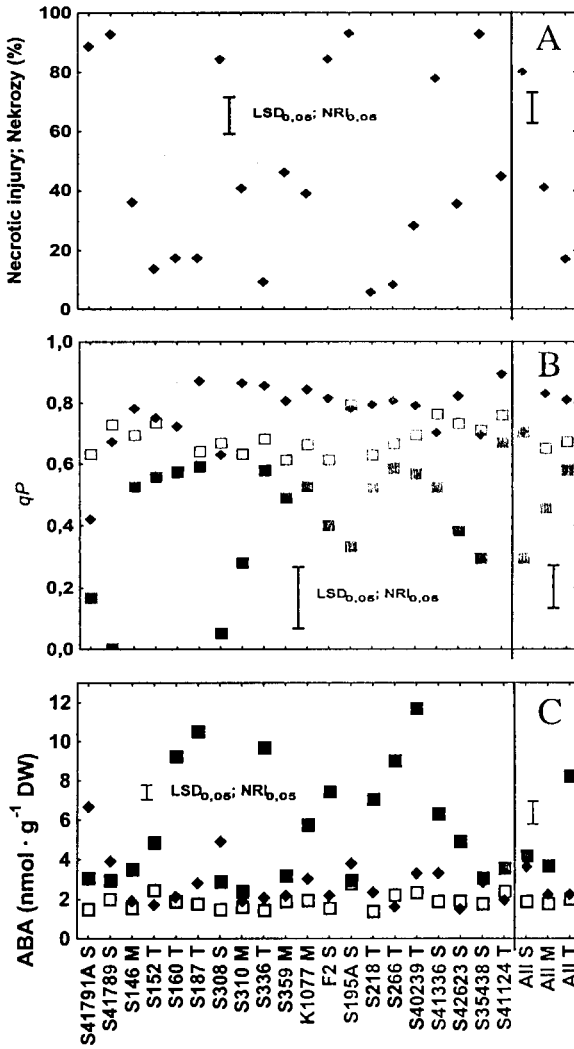 100
80
60
40
20
0
Necrotic injury; Nekrozy (%)
LSD0,05; NRI0,05
A
1,0
0,8
0,6
0,4
0,2
0,0
qP
LSD0,05; NRI0,05
B
12
10
8
6
4
2
0
ABA (nmol · g-1 DW)
LSD0,05; NRI0,05
C
S41791A S
S41789 S
S146 M
S152 T
S160 T
S187 T
S308 S
S310 M
S336 T
S359 M
K1077 M
F2 S
S195A S
S218 T
S266 T
S40239 T
S41336 S
S42623 S
S35438 S
S41124 T
All S
All M
All T